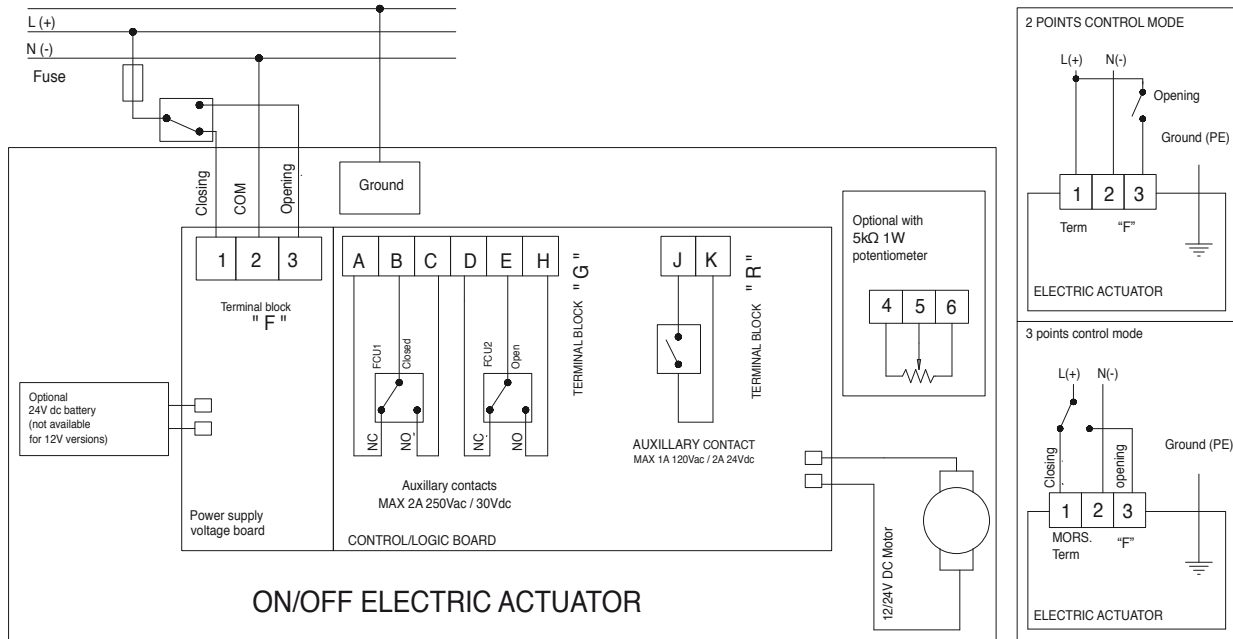 L (+)
N (-)
Fuse
Closing
COM
Opening
Ground
1 2 3
Terminal block
" F "
A B C D E H
TERMINAL BLOCK " G "
FCU1
Closed
FCU2
Open
NC
NO
NC
NO
Auxillary contacts
MAX 2A 250Vac / 30Vdc
J K
TERMINAL BLOCK " R "
AUXILLARY CONTACT
MAX 1A 120Vac / 2A 24Vdc
Optional with
5kΩ 1W
potentiometer
4 5 6
Optional
24V dc battery
(not available
for 12V versions)
Power supply
voltage board
CONTROL/LOGIC BOARD
12/24V DC Motor
ON/OFF ELECTRIC ACTUATOR
2 POINTS CONTROL MODE
L(+) N(-)
Opening
Ground (PE)
1 2 3
Term "F"
ELECTRIC ACTUATOR
3 points control mode
L(+) N(-)
Closing
opening
Ground (PE)
1 2 3
MORS.
Term "F"
ELECTRIC ACTUATOR